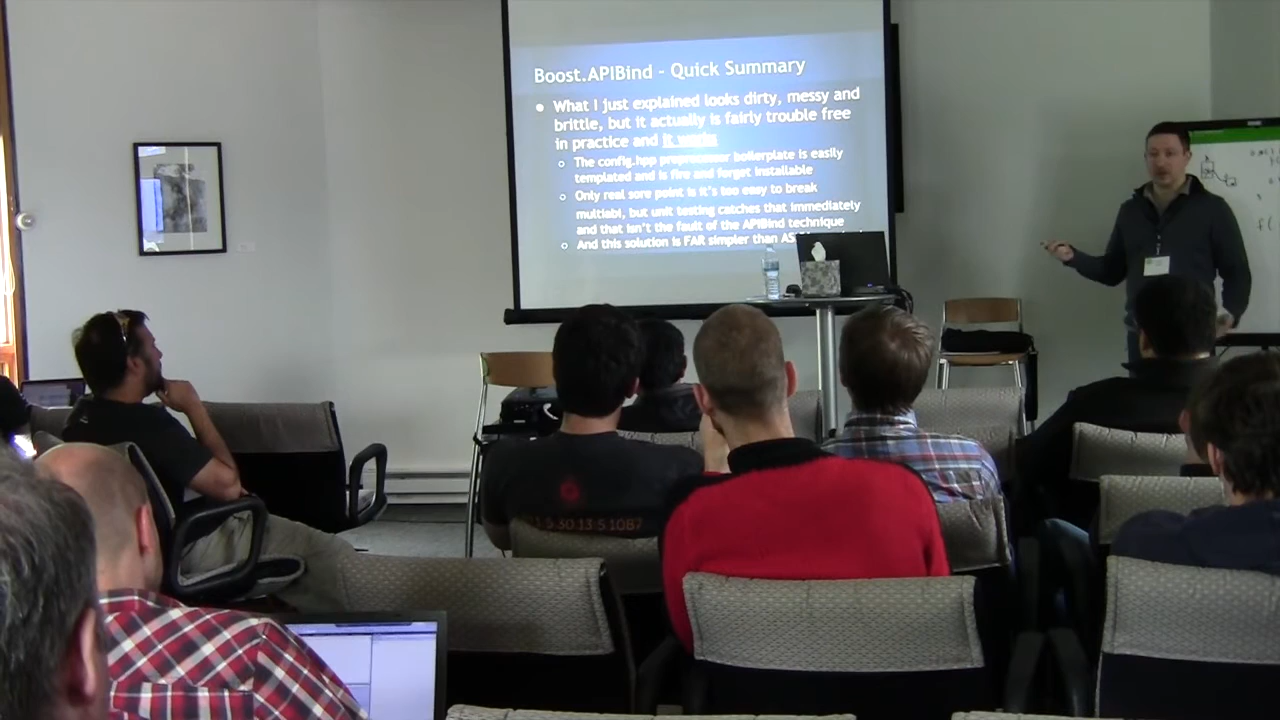 Boost.APIBind - Quick Summary
What I just explained looks dirty, messy and
brittle, but it actually is fairly trouble free
in practice and it works
The config.hpp preprocessor boilerplate is easily
templated and is fire and forget installable
Only real sore point is it's too easy to break
multiabi, but unit testing catches that immediately
and that isn't the fault of the APIBind technique
And this solution is FAR simpler than